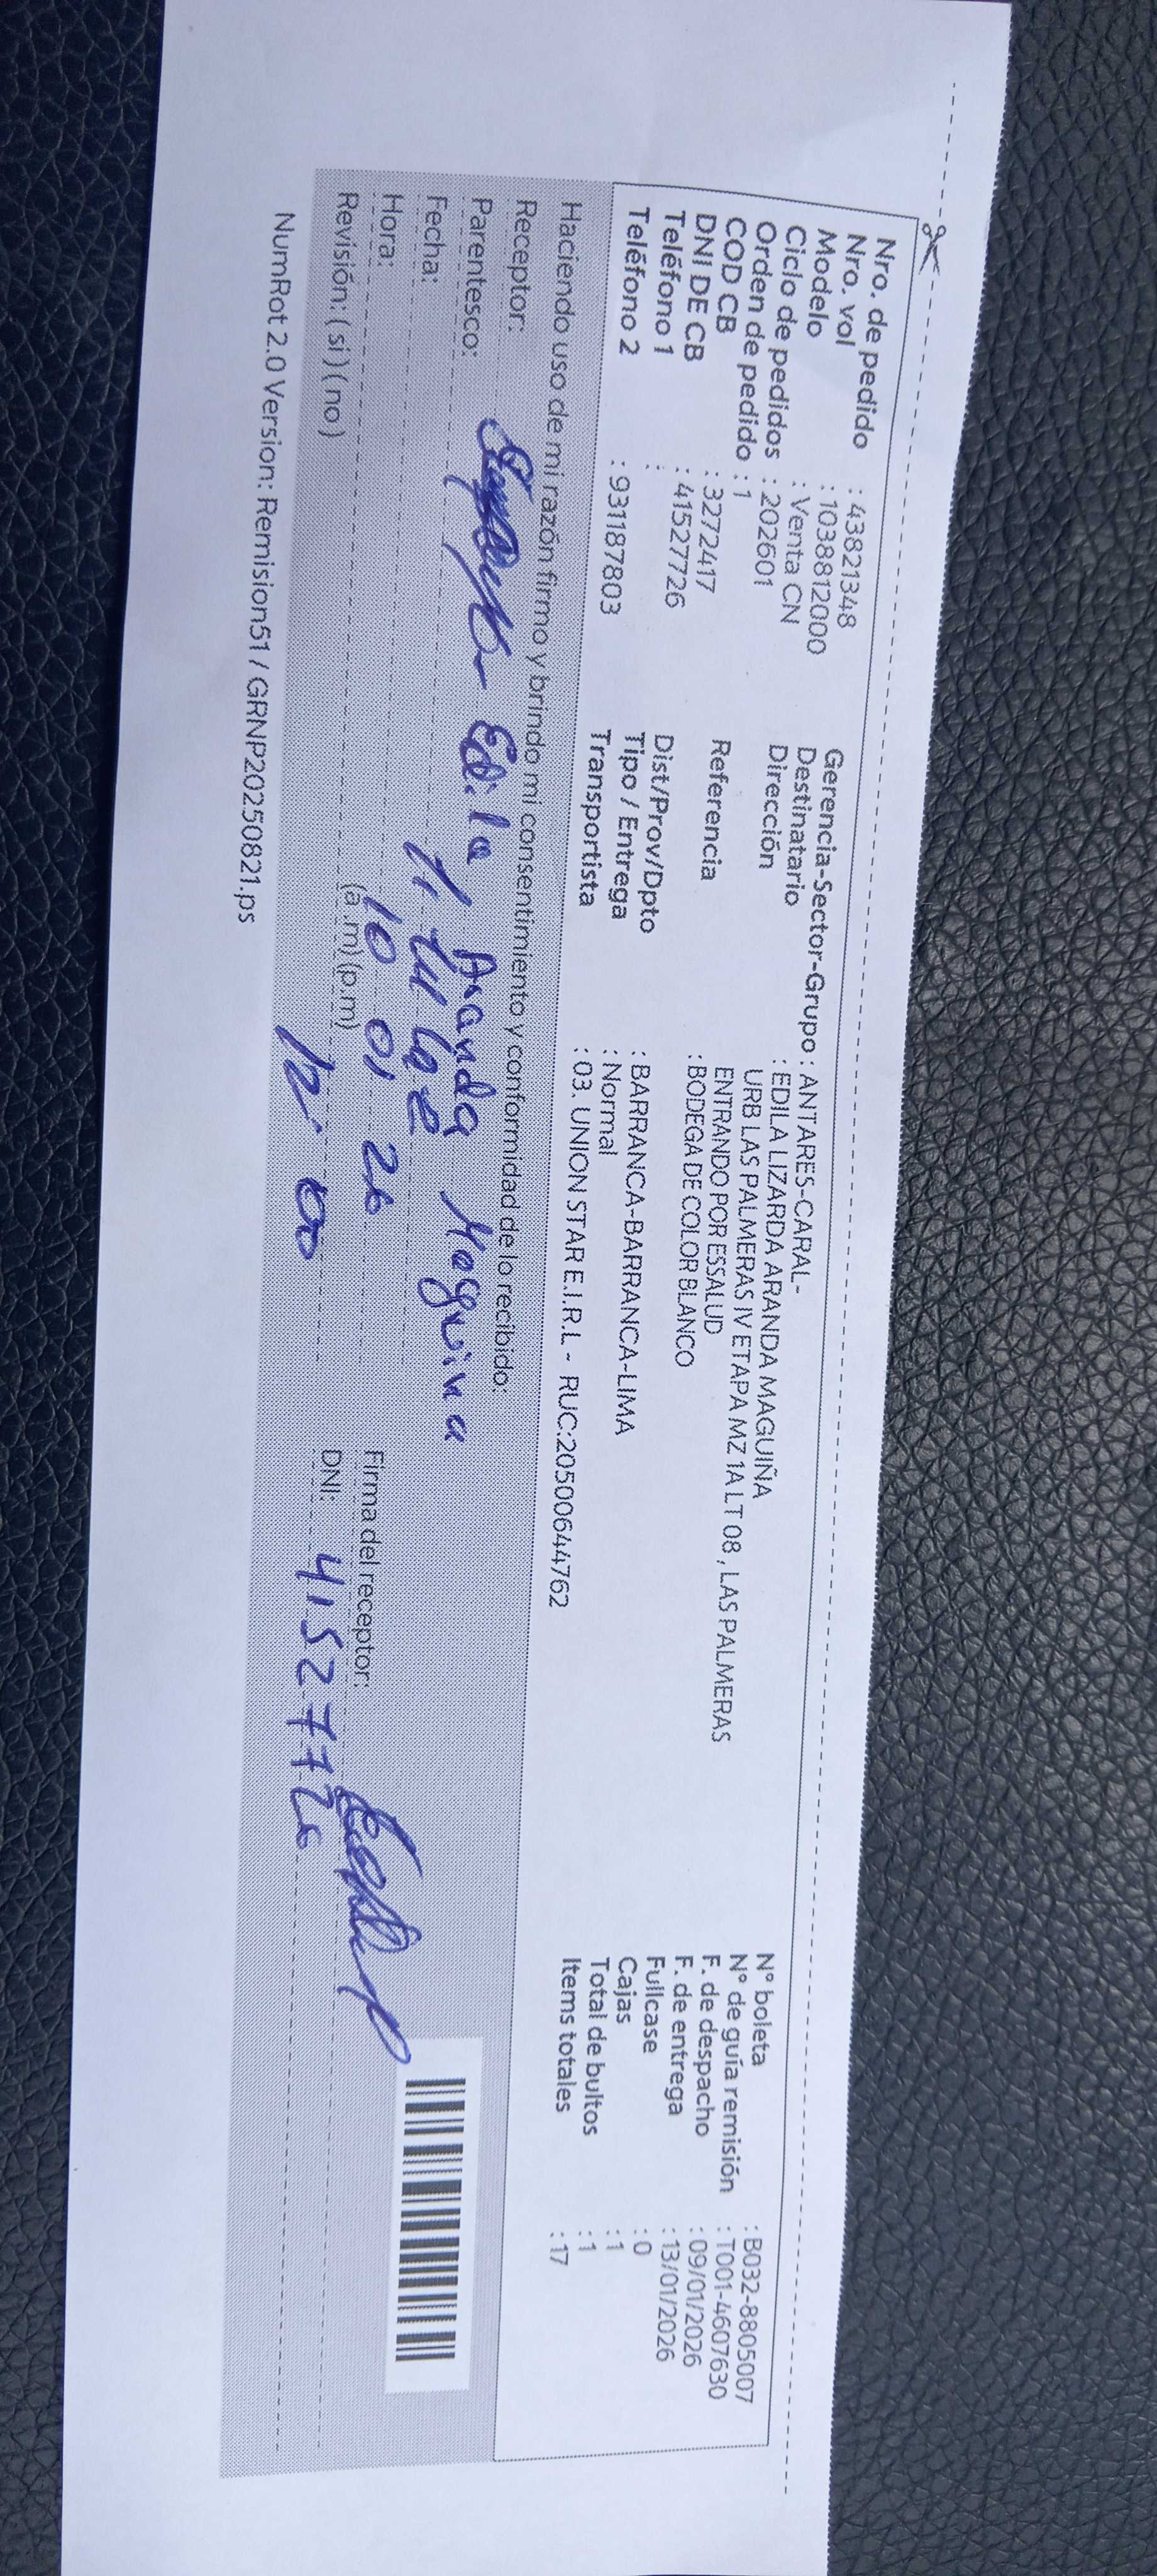 Nro. de pedido : 43821348
Nro. vol : 1038812000
Modelo : Venta CN
Ciclo de pedidos : 202601
Orden de pedido : 1
COD CB : 3272417
DNI DE CB : 41527726
Teléfono 1 :
Teléfono 2 : 931187803
Gerencia-Sector-Grupo : ANTARES-CARAL-
Destinatario : EDILA LIZARDA ARANDA MAGUIÑA
Dirección URB LAS PALMERAS IV ETAPA MZ 1A LT 08 , LAS PALMERAS
ENTRANDO POR ESSALUD
Referencia : BODEGA DE COLOR BLANCO
Dist/Prov/Dpto : BARRANCA-BARRANCA-LIMA
Tipo / Entrega : Normal
Transportista : 03. UNION STAR E.I.R.L - RUC:20500644762
N° boleta : B032-8805007
N° de guía remisión : T001-4607630
F. de despacho : 09/01/2026
F. de entrega : 13/01/2026
Fullcase : 0
Cajas : 1
Total de bultos : 1
Items totales : 17
Haciendo uso de mi razón firmo y brindo mi consentimiento y conformidad de lo recibido:
Receptor: Edila Aranda Maguina
Parentesco: titular
Fecha: 10 01 26
Hora: 12:00 (a.m) (p.m)
Revisión: ( si ) ( no )
Firma del receptor:
DNI: 41527726
NumRot 2.0 Version: Remision51 / GRNP20250821.ps